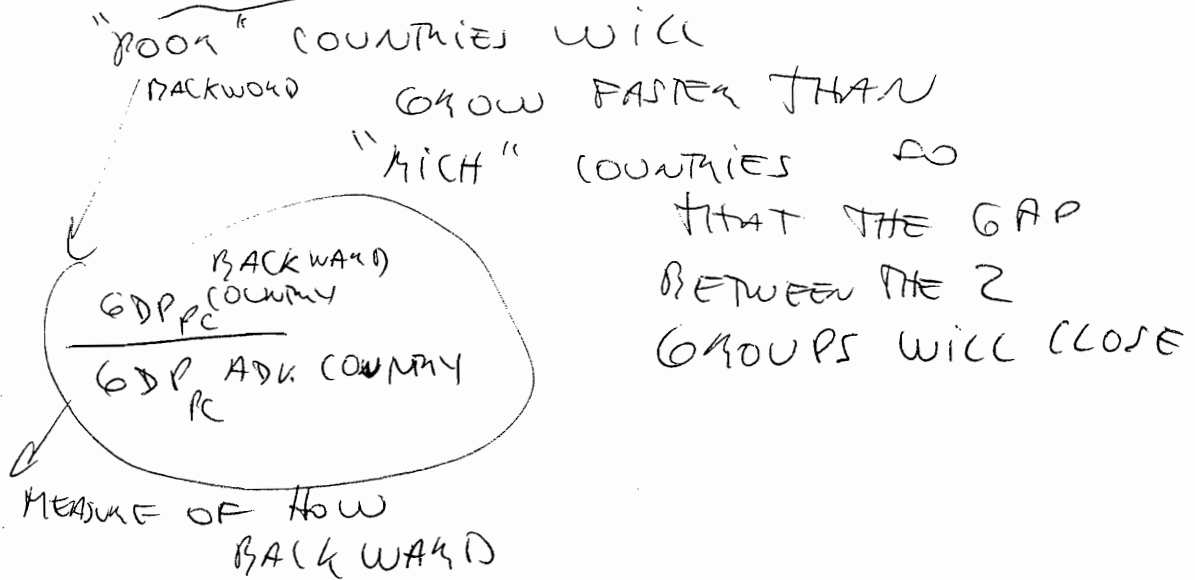 "POOR" COUNTRIES WILL
BACKWORD
GROW FASTER THAN
"RICH" COUNTRIES SO
THAT THE GAP
BETWEEN THE 2
GROUPS WILL CLOSE
BACKWARD
GDP PC COUNTRY
GDP PC ADV. COUNTRY
MEASURE OF HOW
BACKWARD